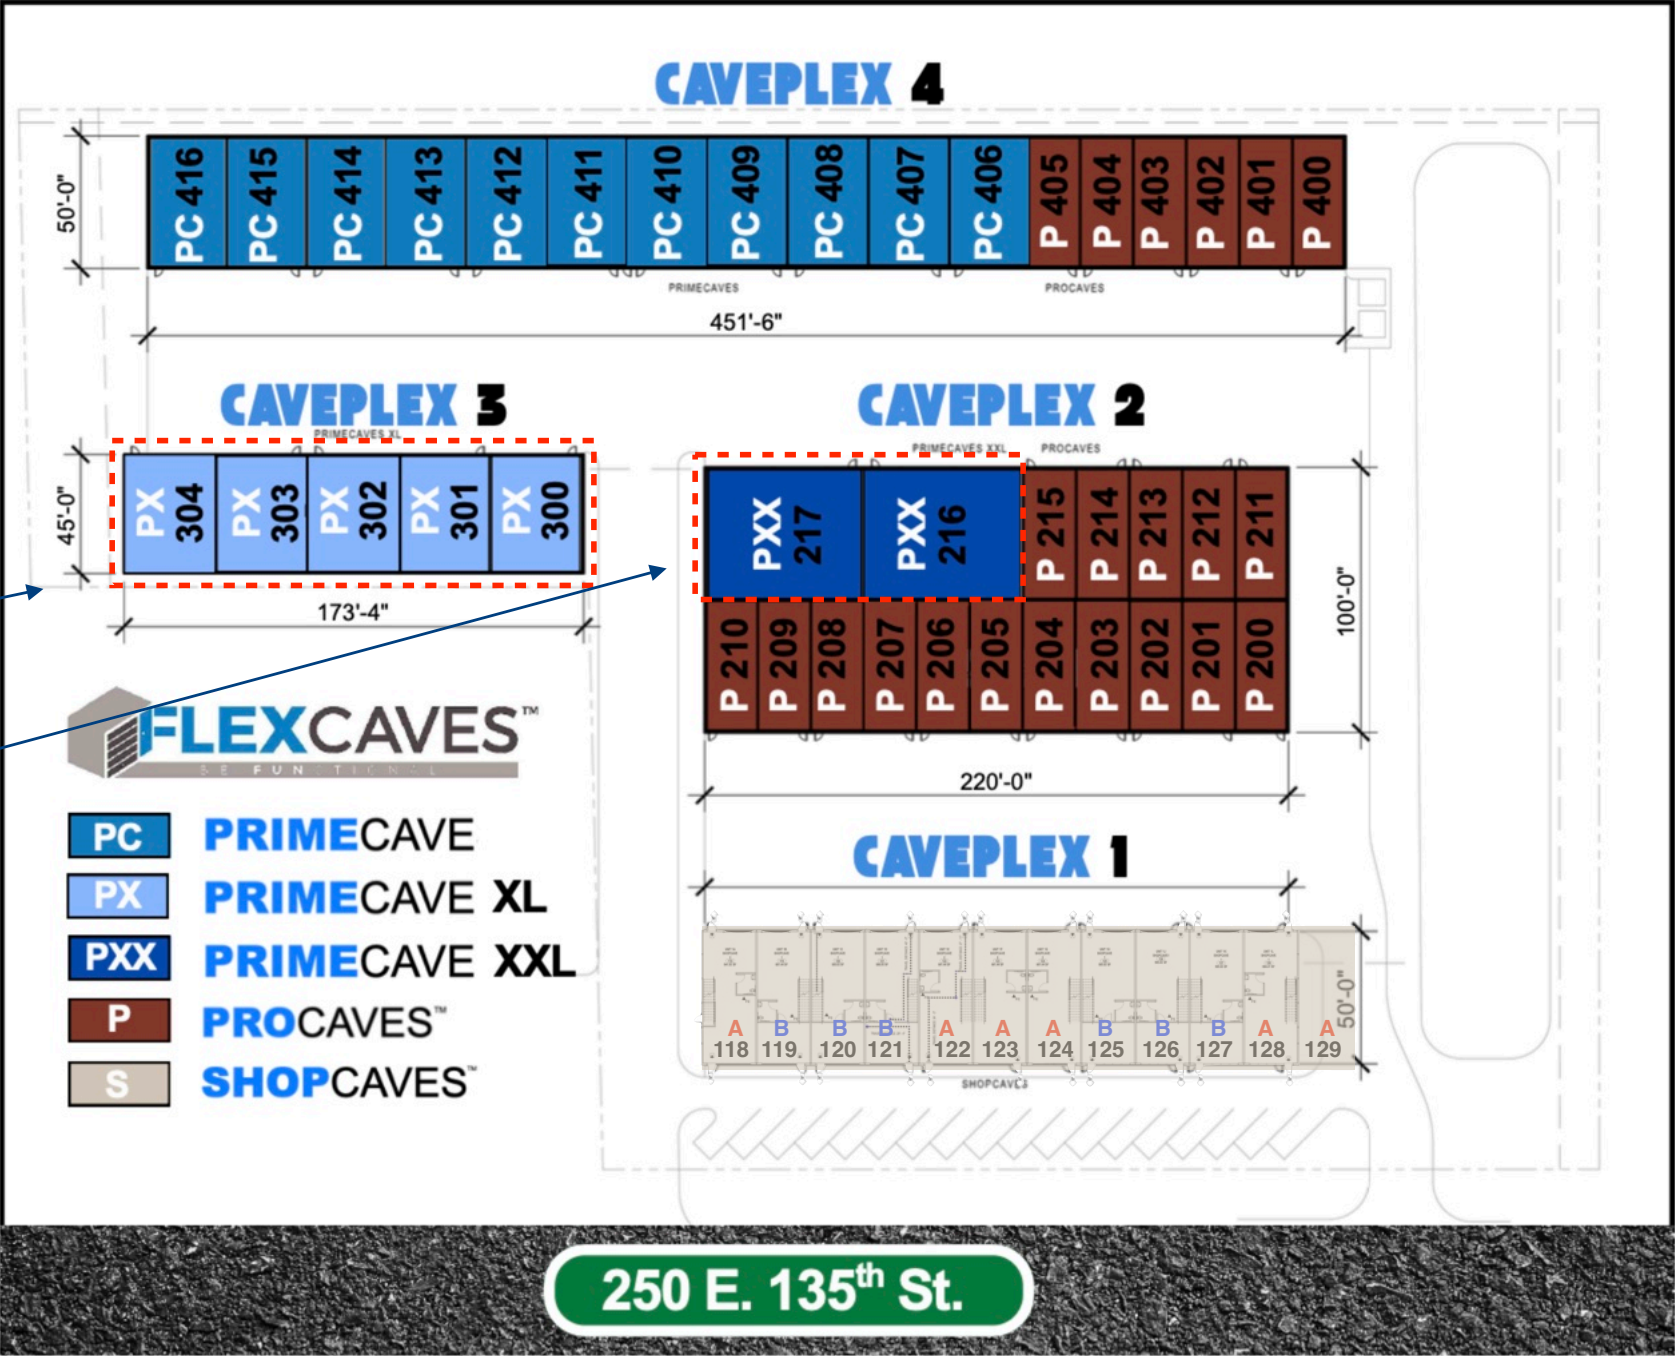 CAVEPLEX 4
50'-0"
PC 416
PC 415
PC 414
PC 413
PC 412
PC 411
PC 410
PC 409
PC 408
PC 407
PC 406
P 405
P 404
P 403
P 402
P 401
P 400
PRIMECAVES
PROCAVES
451'-6"
CAVEPLEX 3
PRIMECAVES XL
45'-0"
PX 304
PX 303
PX 302
PX 301
PX 300
173'-4"
CAVEPLEX 2
PRIMECAVES XXL
PROCAVES
PXX 217
PXX 216
P 215
P 214
P 213
P 212
P 211
P 210
P 209
P 208
P 207
P 206
P 205
P 204
P 203
P 202
P 201
P 200
100'-0"
220'-0"
FLEXCAVES™
BE FUNCTIONAL
PC PRIMECAVE
PX PRIMECAVE XL
PXX PRIMECAVE XXL
P PROCAVES™
S SHOPCAVES™
CAVEPLEX 1
A B B B A A A B B B A A
118 119 120 121 122 123 124 125 126 127 128 129
50'-0"
SHOPCAVES
250 E. 135th St.